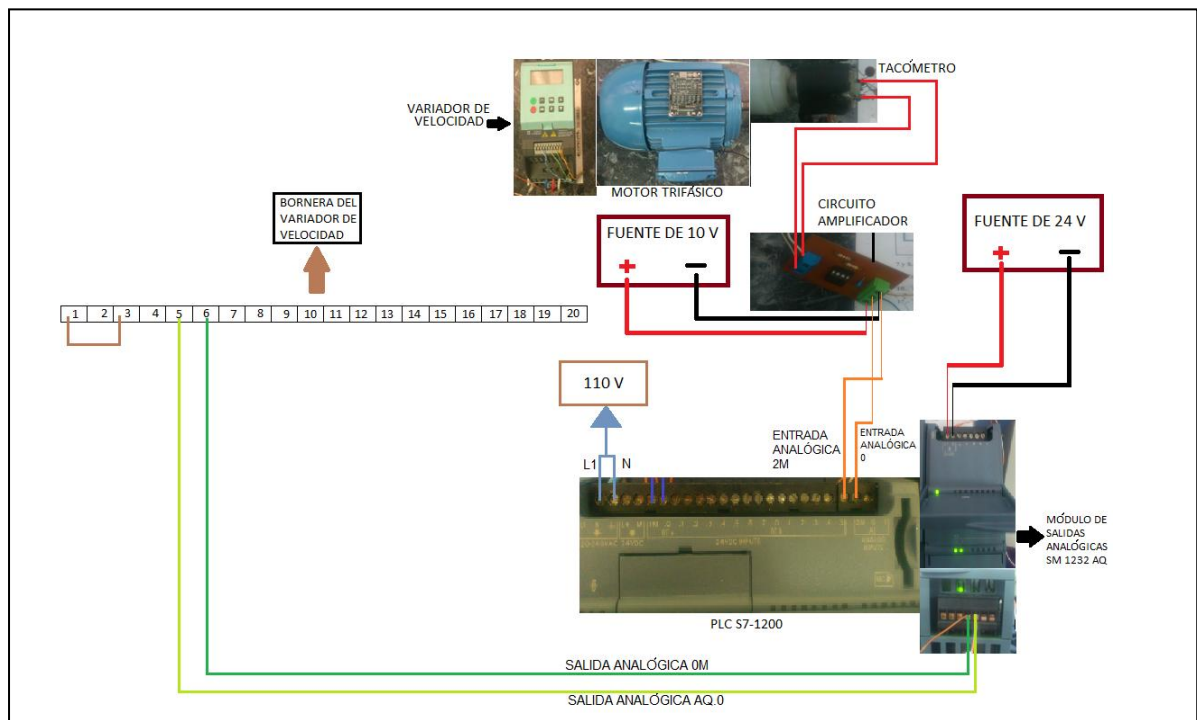 TACÓMETRO
VARIADOR DE
VELOCIDAD
MOTOR TRIFÁSICO
BORNERA DEL
VARIADOR DE
VELOCIDAD
CIRCUITO
AMPLIFICADOR
FUENTE DE 10 V
+ −
FUENTE DE 24 V
+ −
1 2 3 4 5 6 7 8 9 10 11 12 13 14 15 16 17 18 19 20
110 V
L1 N
ENTRADA
ANALÓGICA
2M
ENTRADA
ANALÓGICA
0
24VDC INPUTS
MÓDULO DE
SALIDAS
ANALÓGICAS
SM 1232 AQ
PLC S7-1200
SALIDA ANALÓGICA 0M
SALIDA ANALÓGICA AQ.0